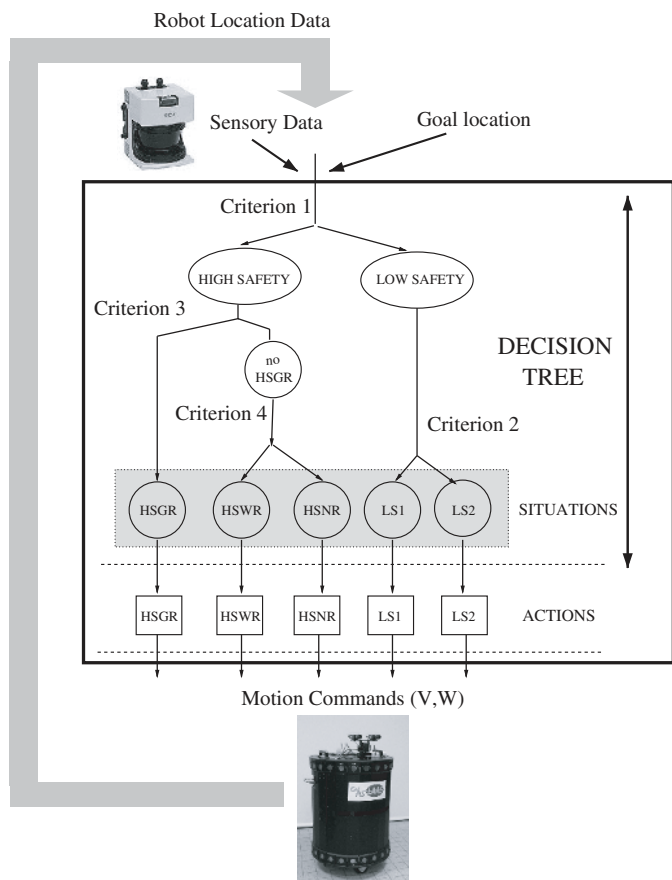 Robot Location Data
Sensory Data
Goal location
Criterion 1
HIGH SAFETY
LOW SAFETY
Criterion 3
no
HSGR
DECISION
TREE
Criterion 4
Criterion 2
HSGR
HSWR
HSNR
LS1
LS2
SITUATIONS
HSGR
HSWR
HSNR
LS1
LS2
ACTIONS
Motion Commands (V,W)